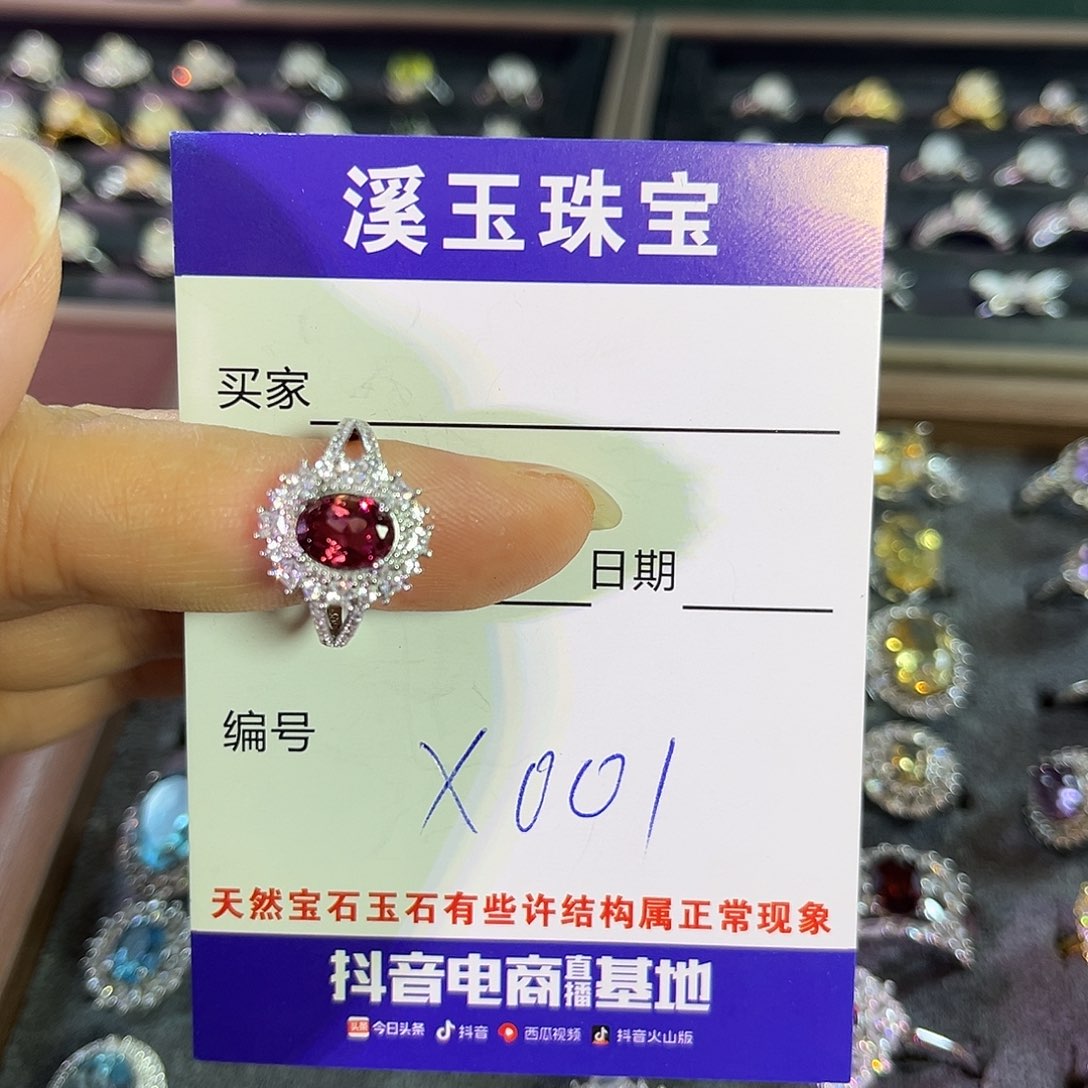 溪玉珠宝
买家
日期
编号 X001
天然宝石玉石有些许结构属正常现象
抖音电商直播基地
头条 今日头条 抖音 西瓜视频 抖音火山版